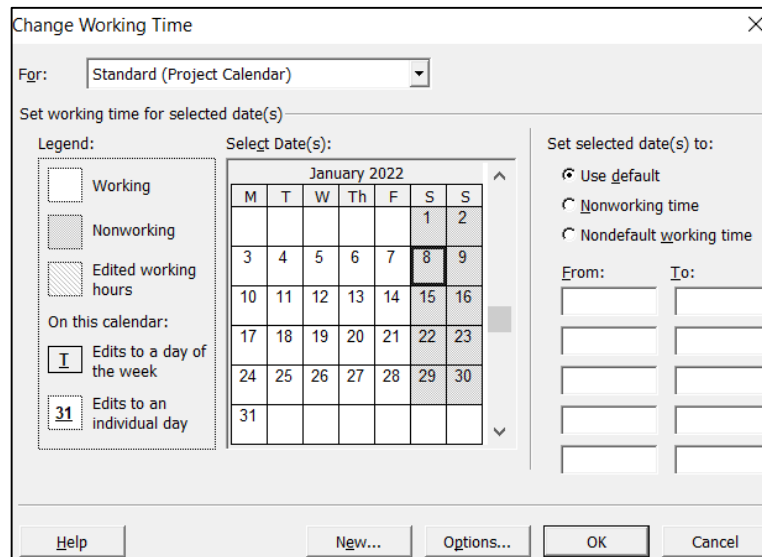 Change Working Time
For: Standard (Project Calendar)
Set working time for selected date(s)
Legend:
Working
Nonworking
Edited working
hours
On this calendar:
T Edits to a day of
the week
31 Edits to an
individual day
Select Date(s):
January 2022
M T W Th F S S
1 2
3 4 5 6 7 8 9
10 11 12 13 14 15 16
17 18 19 20 21 22 23
24 25 26 27 28 29 30
31
Set selected date(s) to:
Use default
Nonworking time
Nondefault working time
From: To:
Help New... Options... OK Cancel